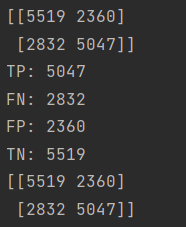 [[5519 2360]
 [2832 5047]]
TP: 5047
FN: 2832
FP: 2360
TN: 5519
[[5519 2360]
 [2832 5047]]